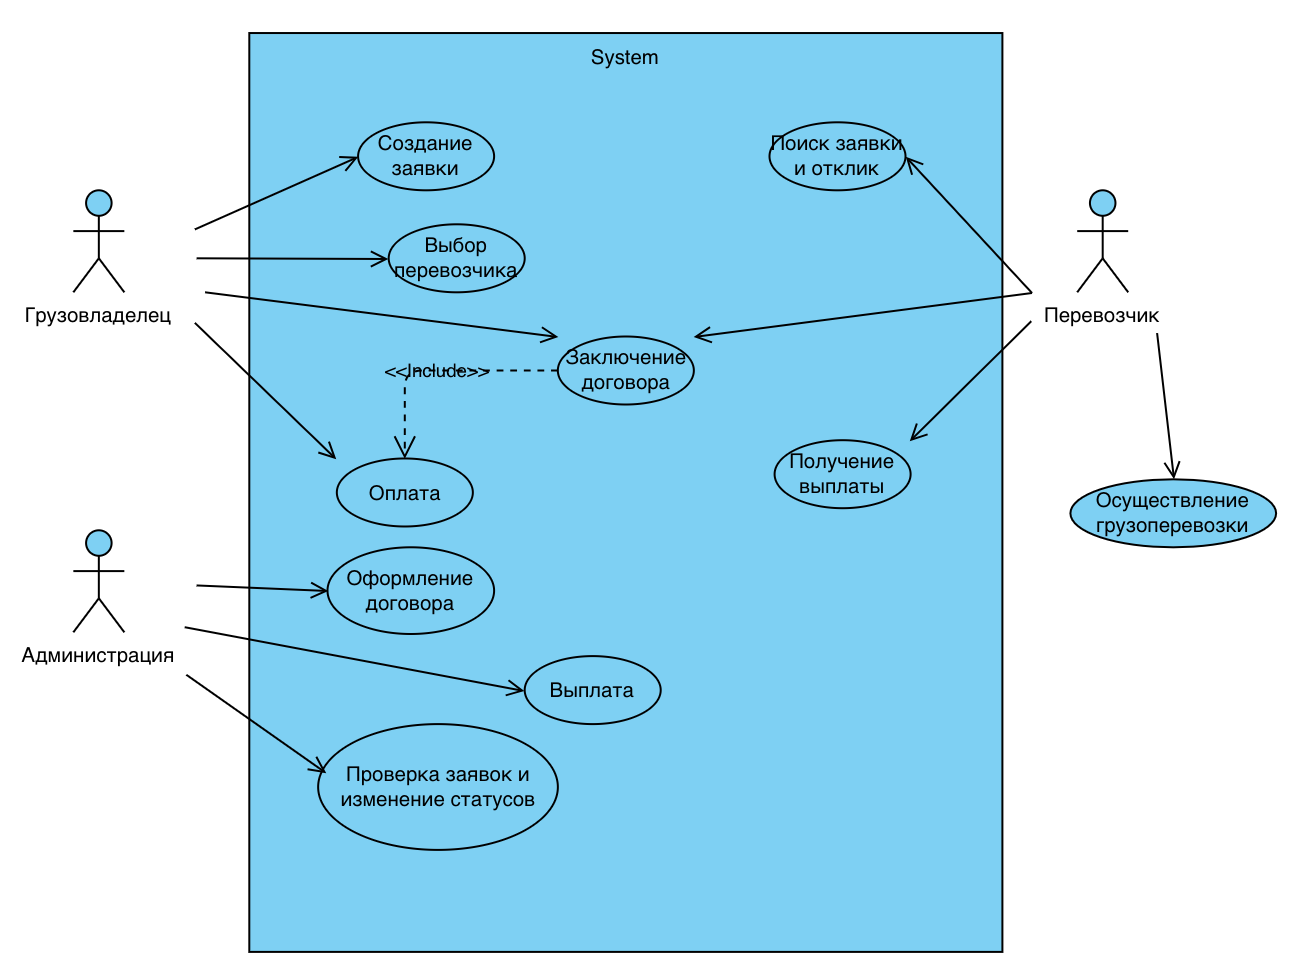 System
Создание
заявки
Поиск заявки
и отклик
Выбор
перевозчика
Грузовладелец
Перевозчик
Заключение
договора
<<Include>>
Получение
выплаты
Оплата
Осуществление
грузоперевозки
Оформление
договора
Администрация
Выплата
Проверка заявок и
изменение статусов